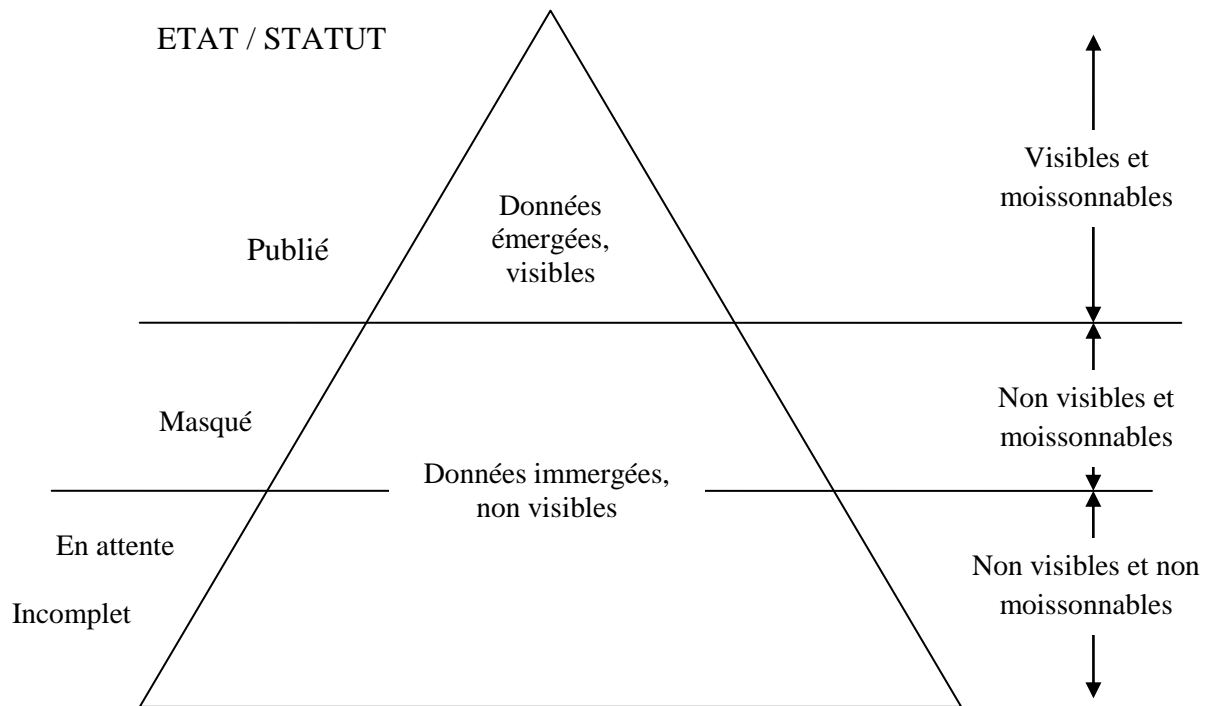 ETAT / STATUT
Visibles et
moissonnables
Données
émergées,
visibles
Publié
Masqué
Non visibles et
moissonnables
Données immergées,
non visibles
En attente
Incomplet
Non visibles et non
moissonnables